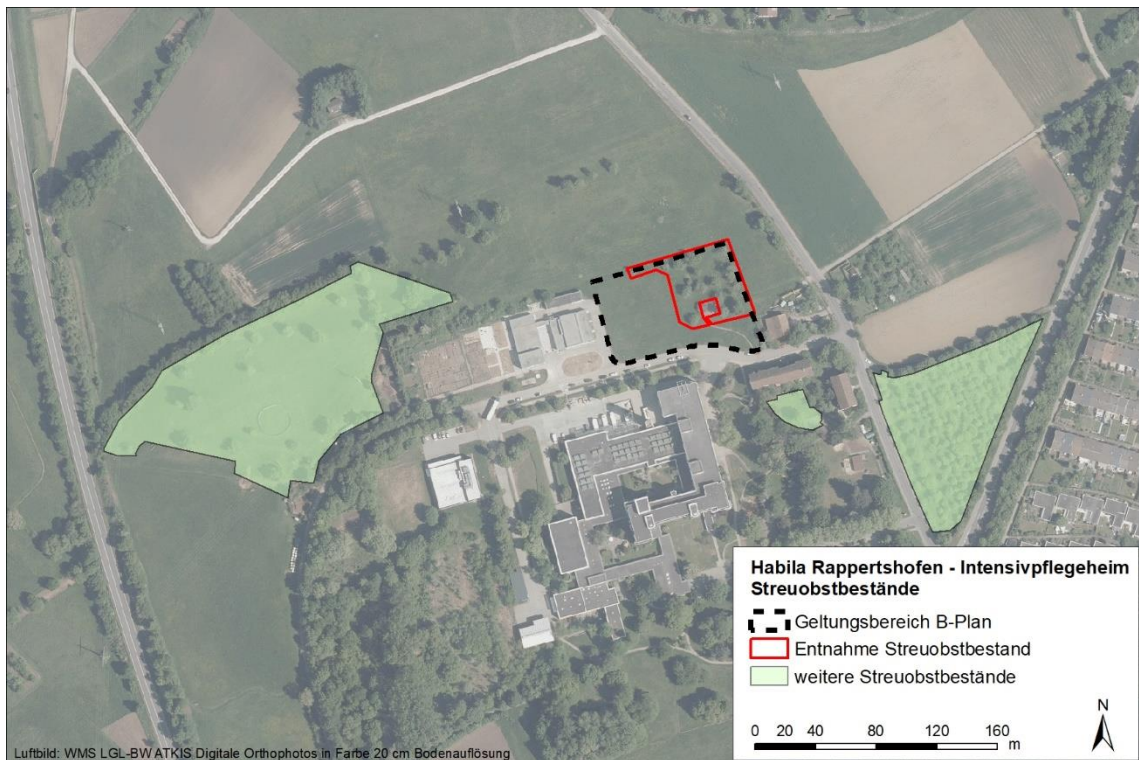 Habila Rappertshofen - Intensivpflegeheim
Streuobstbestände
Geltungsbereich B-Plan
Entnahme Streuobstbestand
weitere Streuobstbestände
N
0 20 40 80 120 160
m
Luftbild: WMS LGL-BW ATKIS Digitale Orthophotos in Farbe 20 cm Bodenauflösung